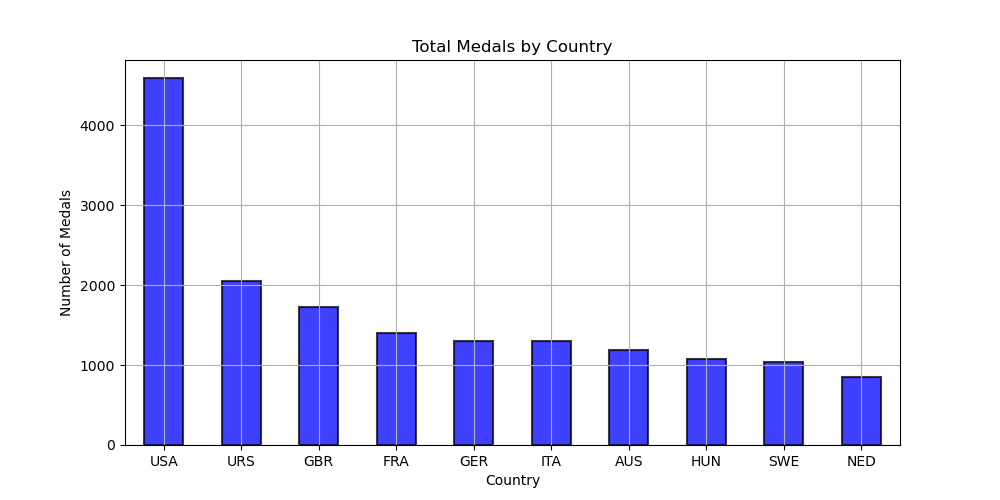 Total Medals by Country
Number of Medals
4000
3000
2000
1000
0
USA URS GBR FRA GER ITA AUS HUN SWE NED
Country